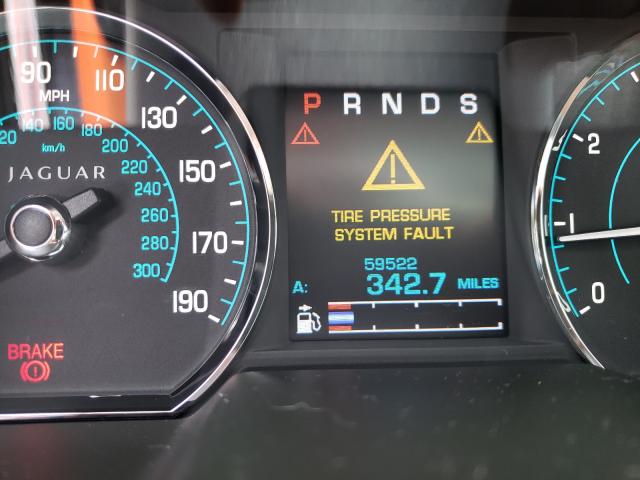 90
110
MPH
130
150
170
190
20 140 160 180
km/h
200
220
240
260
280
300
JAGUAR
BRAKE
P R N D S
TIRE PRESSURE
SYSTEM FAULT
59522
A: 342.7 MILES
2
1
0